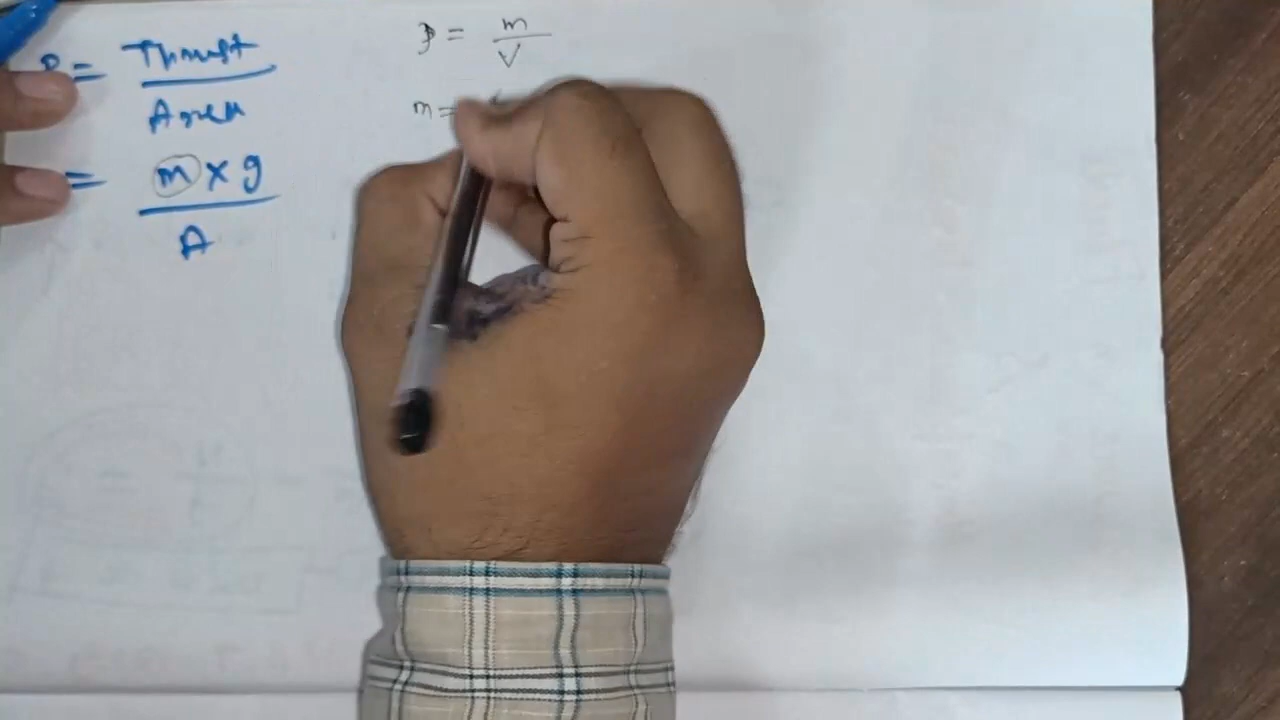 P = Thrust / Area
= m × g / A
ρ = m / V
m =